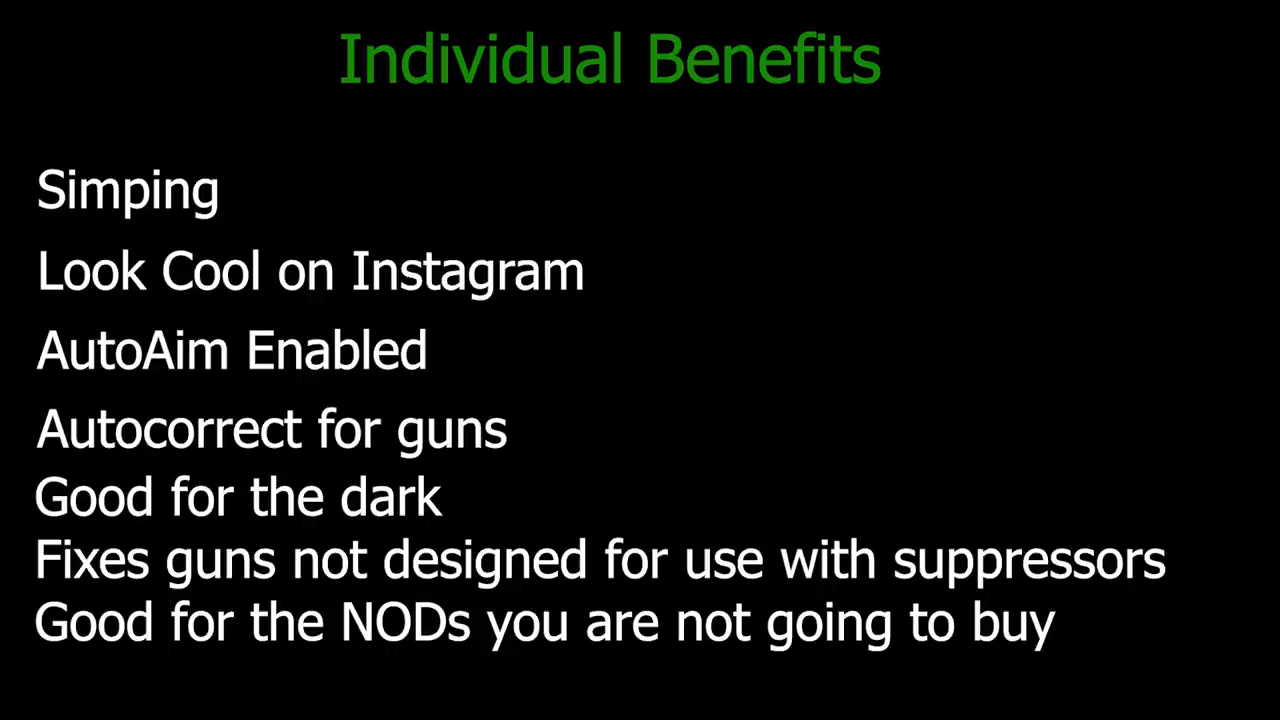 Individual Benefits
Simping
Look Cool on Instagram
AutoAim Enabled
Autocorrect for guns
Good for the dark
Fixes guns not designed for use with suppressors
Good for the NODs you are not going to buy